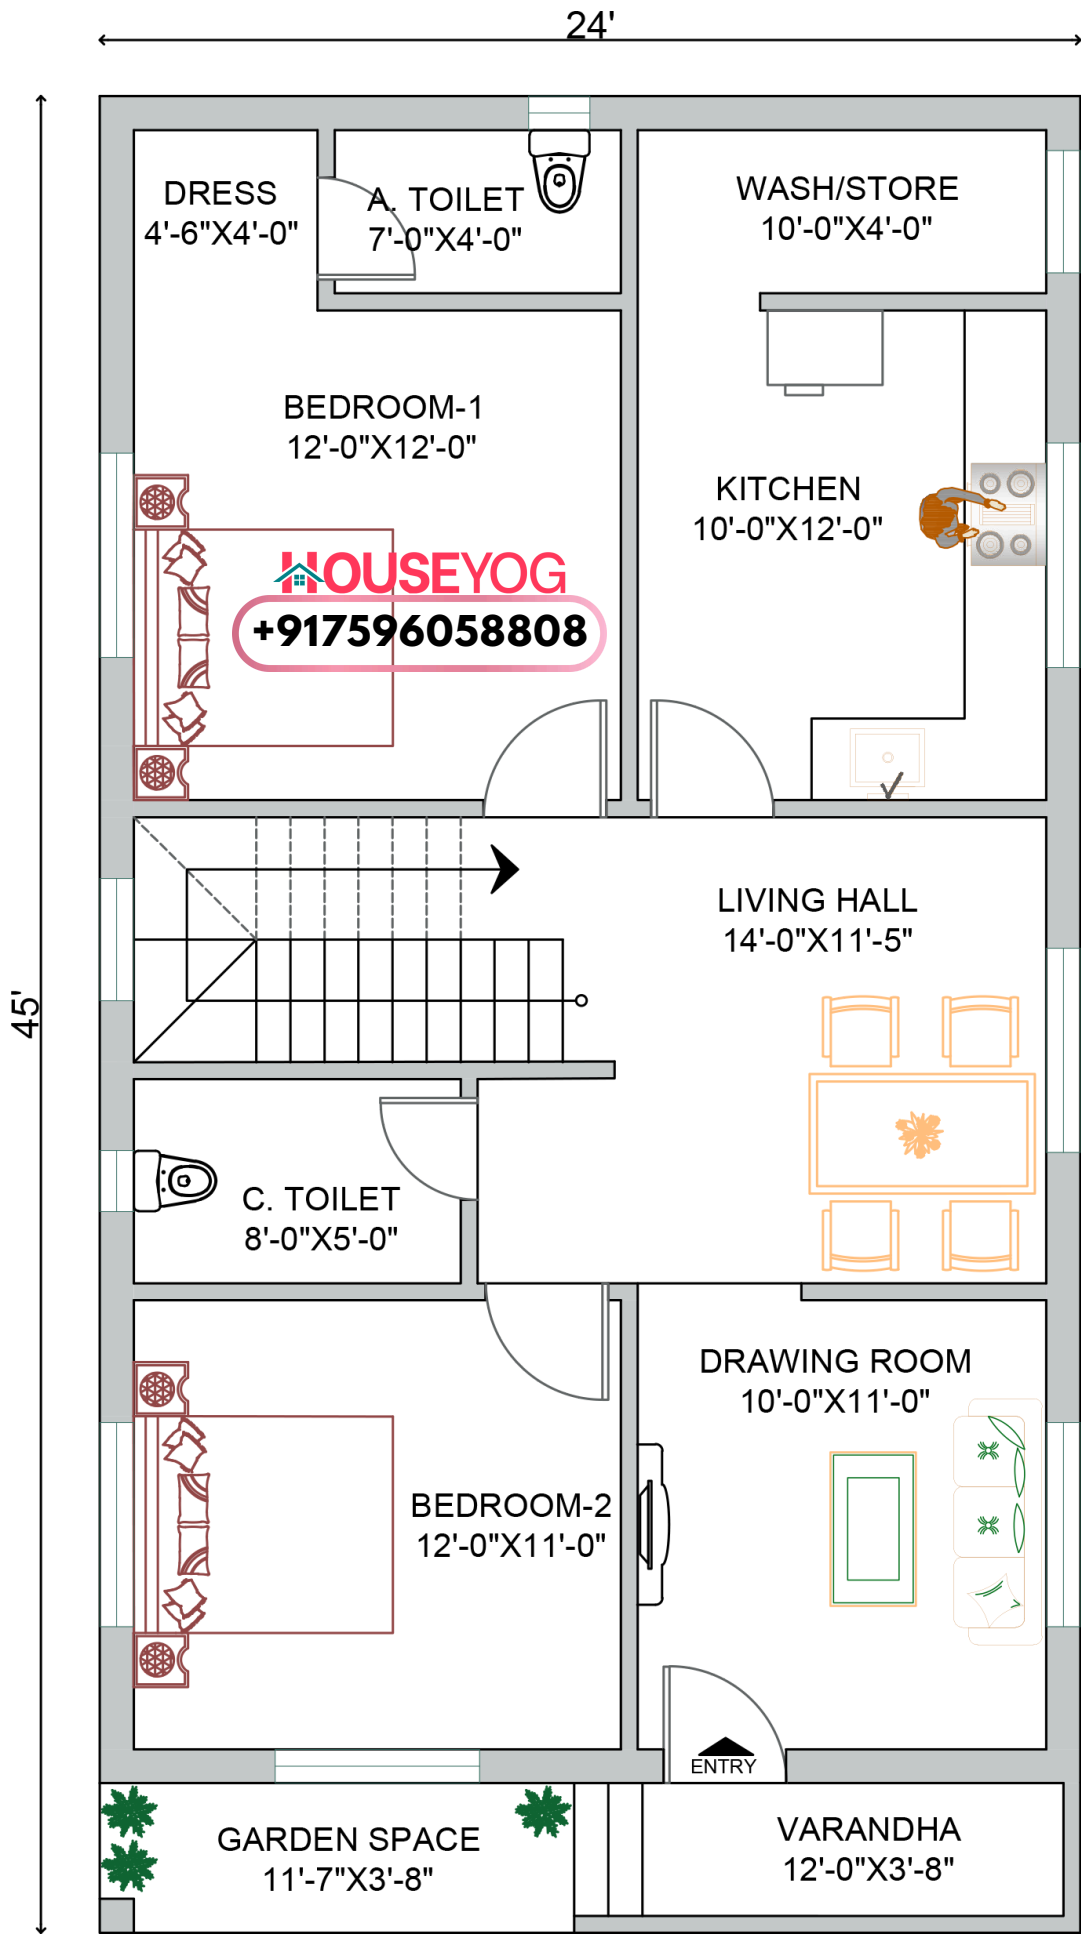 24'
45'
DRESS
4'-6"X4'-0"
A. TOILET
7'-0"X4'-0"
WASH/STORE
10'-0"X4'-0"
BEDROOM-1
12'-0"X12'-0"
KITCHEN
10'-0"X12'-0"
HOUSEYOG
+917596058808
LIVING HALL
14'-0"X11'-5"
C. TOILET
8'-0"X5'-0"
DRAWING ROOM
10'-0"X11'-0"
BEDROOM-2
12'-0"X11'-0"
ENTRY
GARDEN SPACE
11'-7"X3'-8"
VARANDHA
12'-0"X3'-8"